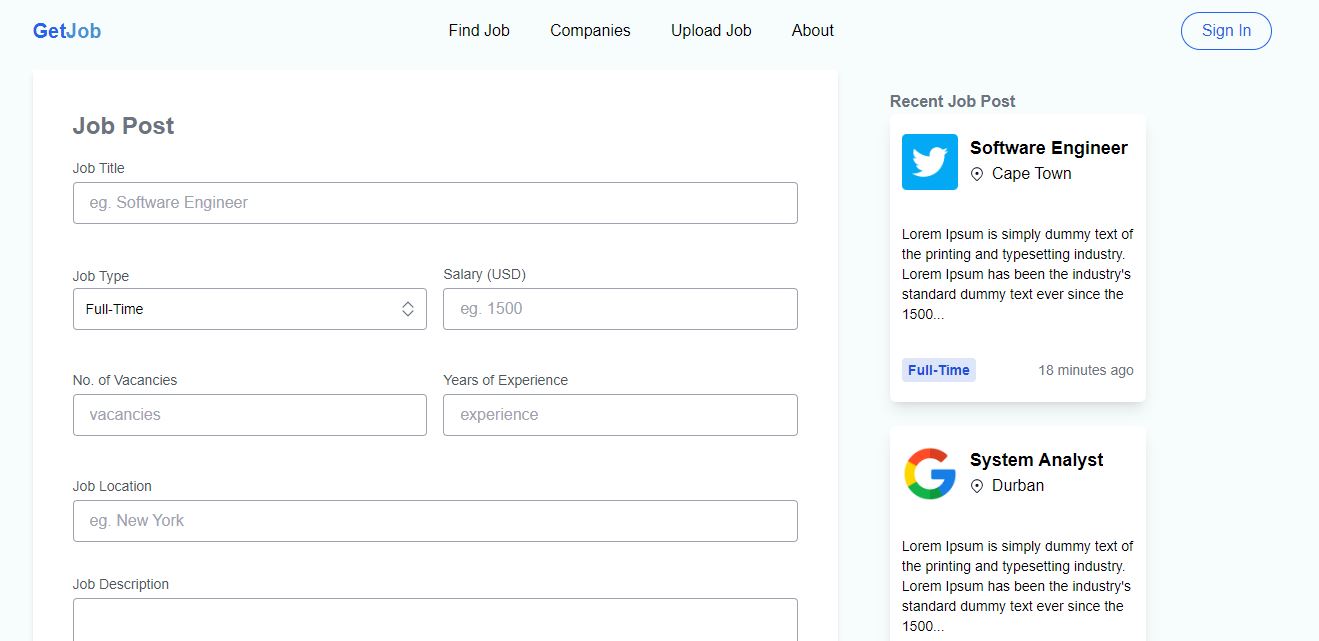 GetJob
Find Job
Companies
Upload Job
About
Sign In
Job Post
Job Title
eg. Software Engineer
Job Type
Salary (USD)
Full-Time
eg. 1500
No. of Vacancies
Years of Experience
vacancies
experience
Job Location
eg. New York
Job Description
Recent Job Post
Software Engineer
Cape Town
Lorem Ipsum is simply dummy text of
the printing and typesetting industry.
Lorem Ipsum has been the industry's
standard dummy text ever since the
1500...
Full-Time
18 minutes ago
System Analyst
Durban
Lorem Ipsum is simply dummy text of
the printing and typesetting industry.
Lorem Ipsum has been the industry's
standard dummy text ever since the
1500...